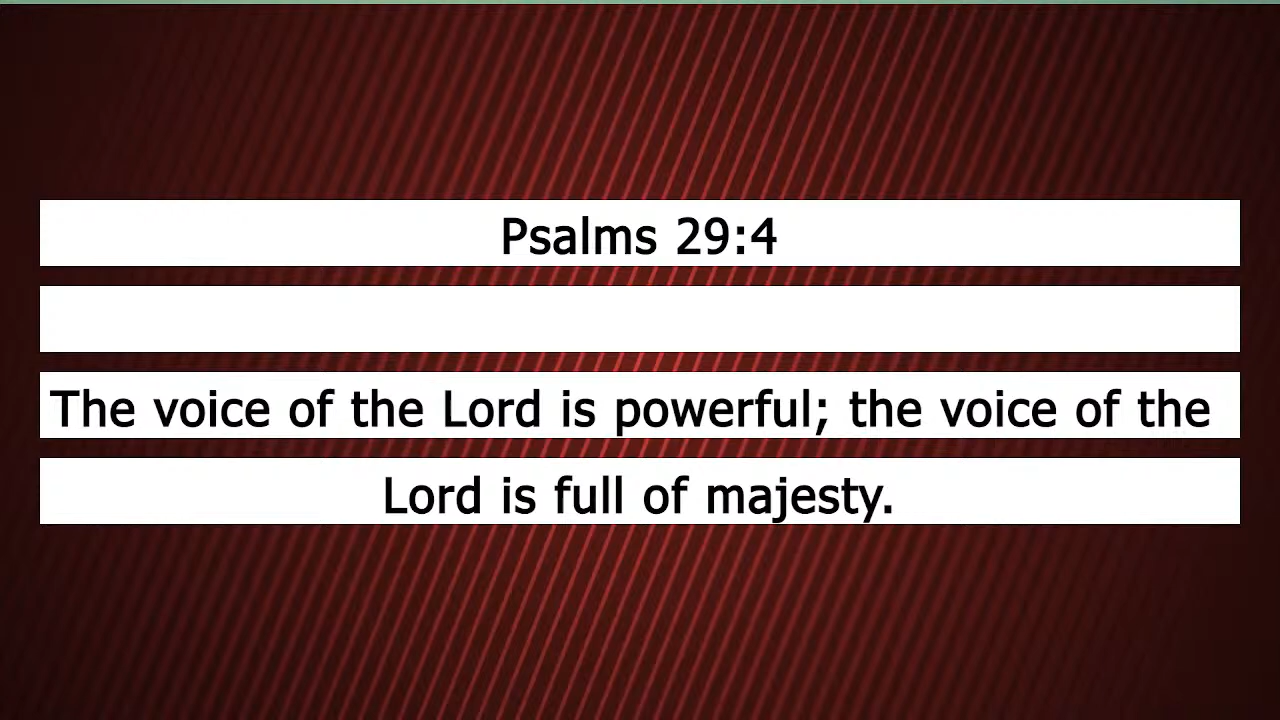 Psalms 29:4
The voice of the Lord is powerful; the voice of the
Lord is full of majesty.